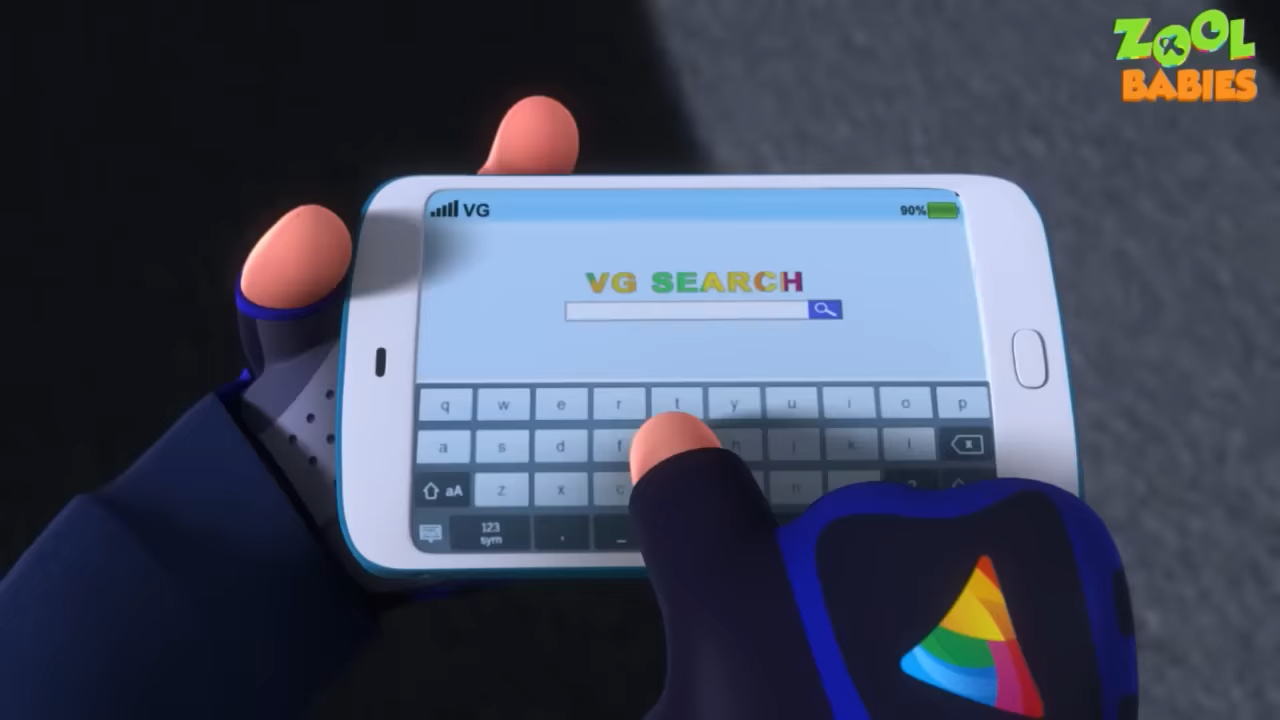 ZOOL
BABIES
VG
90%
VG SEARCH
q w e r t y u i o p
a s d f h j k l
aA z x c n ?
123
sym . _